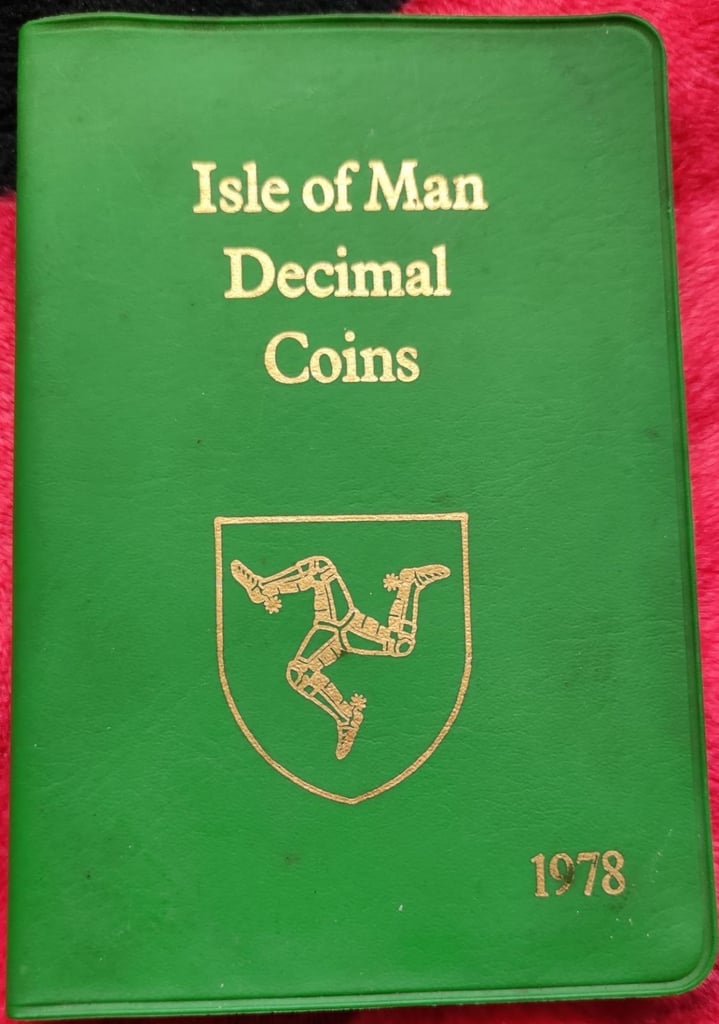 Isle of Man
Decimal
Coins
1978